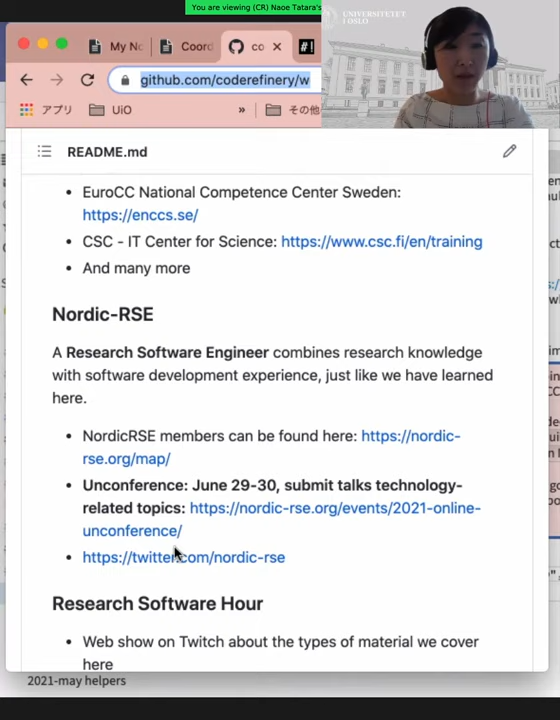 You are viewing (CR) Naoe Tatara's
UNIVERSITETET
I OSLO
My No
Coord
co
github.com/coderefinery/w
アプリ
UiO
»
その他
README.md
EuroCC National Competence Center Sweden:
https://enccs.se/
CSC - IT Center for Science: https://www.csc.fi/en/training
And many more
Nordic-RSE
A Research Software Engineer combines research knowledge
with software development experience, just like we have learned
here.
NordicRSE members can be found here: https://nordic-
rse.org/map/
Unconference: June 29-30, submit talks technology-
related topics: https://nordic-rse.org/events/2021-online-
unconference/
https://twitter.com/nordic-rse
Research Software Hour
Web show on Twitch about the types of material we cover
here
2021-may helpers